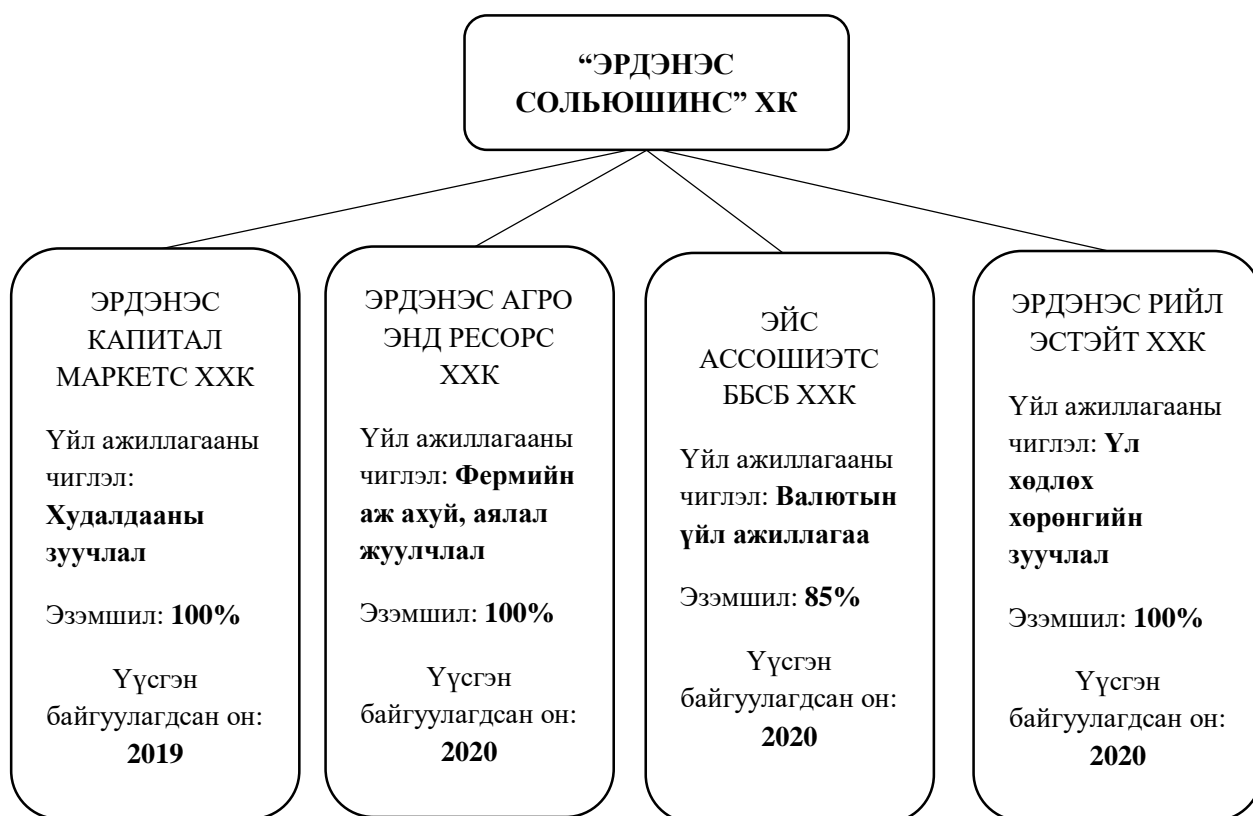 “ЭРДЭНЭС
СОЛЬЮШИНС” ХК
ЭРДЭНЭС
КАПИТАЛ
МАРКЕТС ХХК
Үйл ажиллагааны
чиглэл:
Худалдааны
зуучлал
Эзэмшил: 100%
Үүсгэн
байгуулагдсан он:
2019
ЭРДЭНЭС АГРО
ЭНД РЕСОРС
ХХК
Үйл ажиллагааны
чиглэл: Фермийн
аж ахуй, аялал
жуулчлал
Эзэмшил: 100%
Үүсгэн
байгуулагдсан он:
2020
ЭЙС
АССОШИЭТС
ББСБ ХХК
Үйл ажиллагааны
чиглэл: Валютын
үйл ажиллагаа
Эзэмшил: 85%
Үүсгэн
байгуулагдсан он:
2020
ЭРДЭНЭС РИЙЛ
ЭСТЭЙТ ХХК
Үйл ажиллагааны
чиглэл: Үл
хөдлөх
хөрөнгийн
зуучлал
Эзэмшил: 100%
Үүсгэн
байгуулагдсан он:
2020